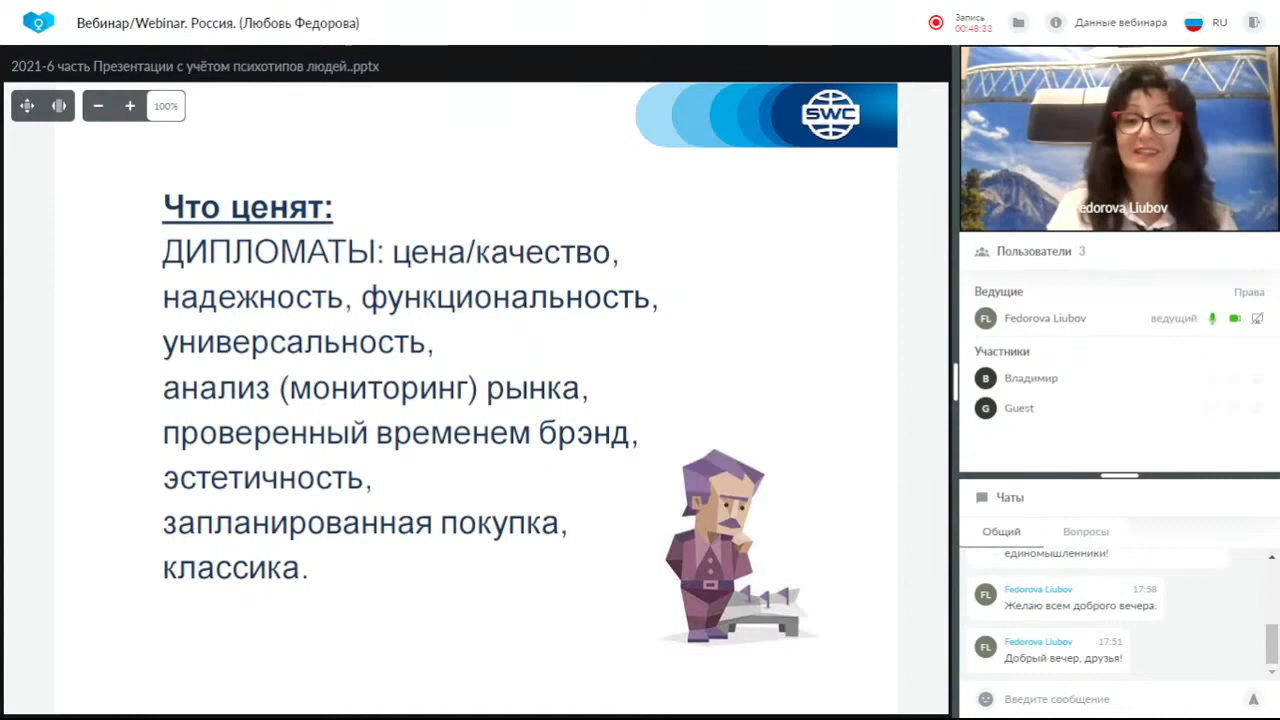 Вебинар/Webinar. Россия. (Любовь Федорова)
Запись
00:48:33
Данные вебинара
RU
2021-6 часть Презентации с учётом психотипов людей..pptx
100%
SWC
Что ценят:
ДИПЛОМАТЫ: цена/качество,
надежность, функциональность,
универсальность,
анализ (мониторинг) рынка,
проверенный временем брэнд,
эстетичность,
запланированная покупка,
классика.
edorova Liubov
Пользователи 3
Ведущие Права
FL Fedorova Liubov ведущий
Участники
В Владимир
G Guest
Чаты
Общий Вопросы
единомышленники!
FL Fedorova Liubov 17:58
Желаю всем доброго вечера.
FL Fedorova Liubov 17:51
Добрый вечер, друзья!
Введите сообщение